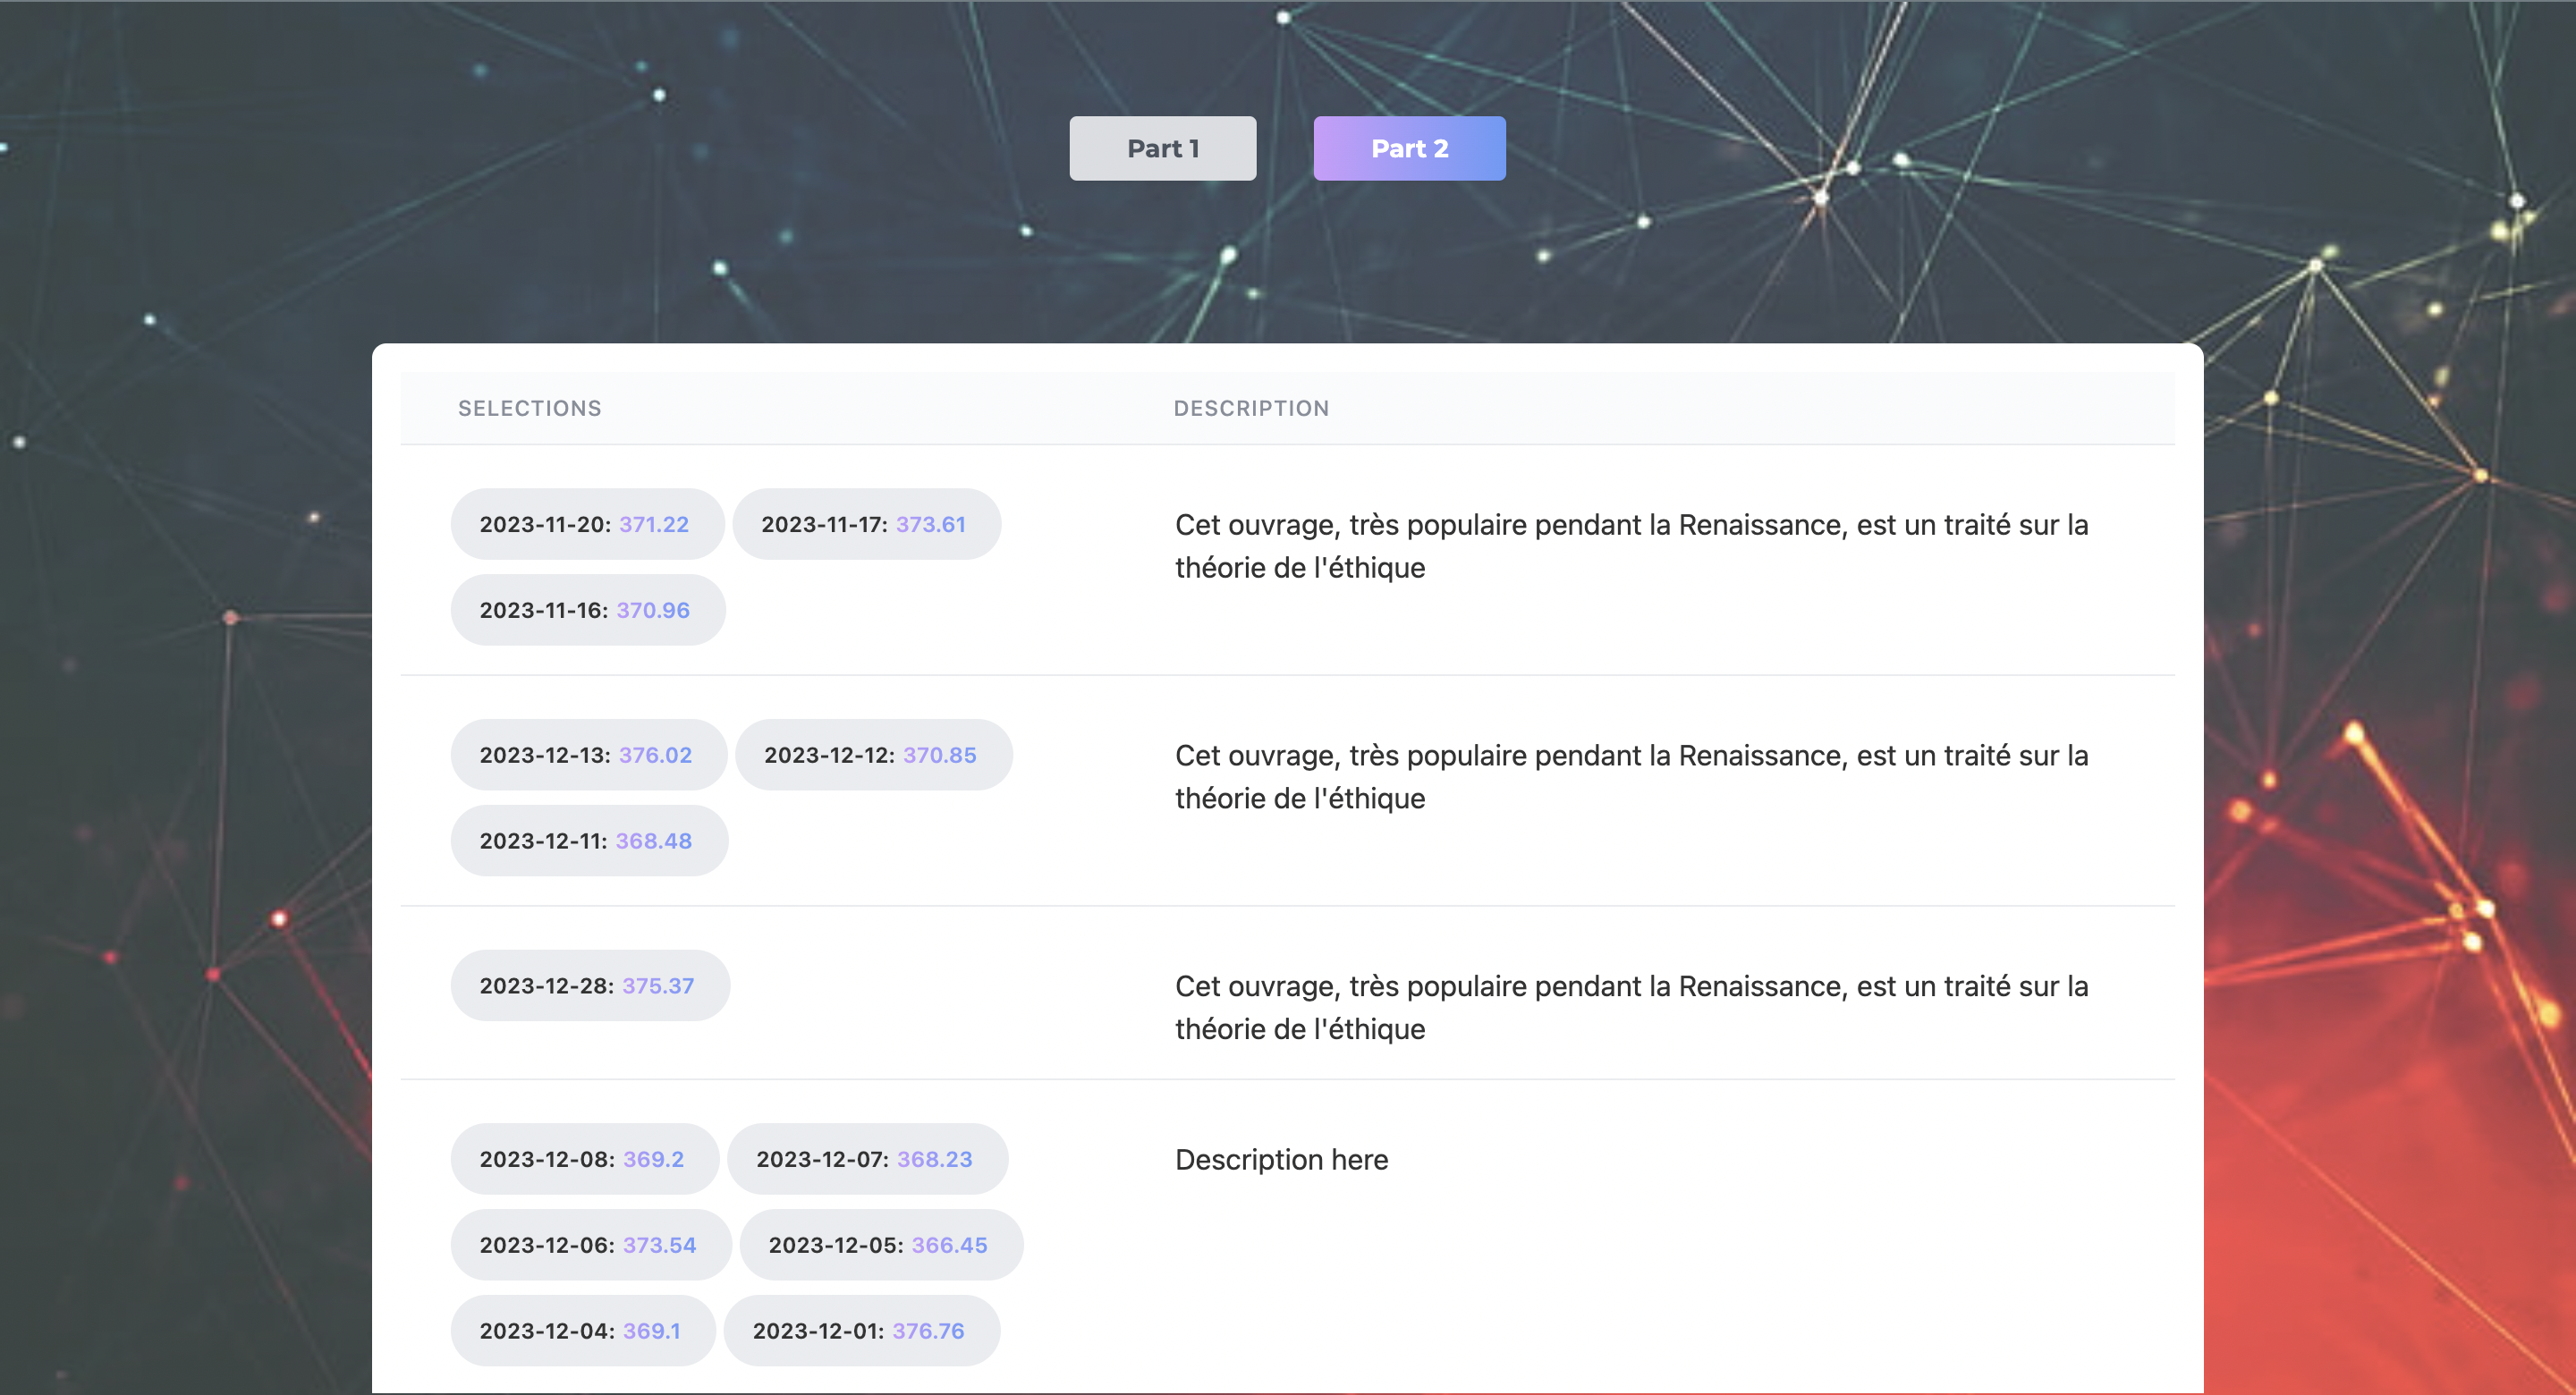 Part 1 Part 2
SELECTIONS DESCRIPTION
2023-11-20: 371.22 2023-11-17: 373.61
2023-11-16: 370.96
Cet ouvrage, très populaire pendant la Renaissance, est un traité sur la
théorie de l'éthique
2023-12-13: 376.02 2023-12-12: 370.85
2023-12-11: 368.48
Cet ouvrage, très populaire pendant la Renaissance, est un traité sur la
théorie de l'éthique
2023-12-28: 375.37
Cet ouvrage, très populaire pendant la Renaissance, est un traité sur la
théorie de l'éthique
2023-12-08: 369.2 2023-12-07: 368.23
2023-12-06: 373.54 2023-12-05: 366.45
2023-12-04: 369.1 2023-12-01: 376.76
Description here